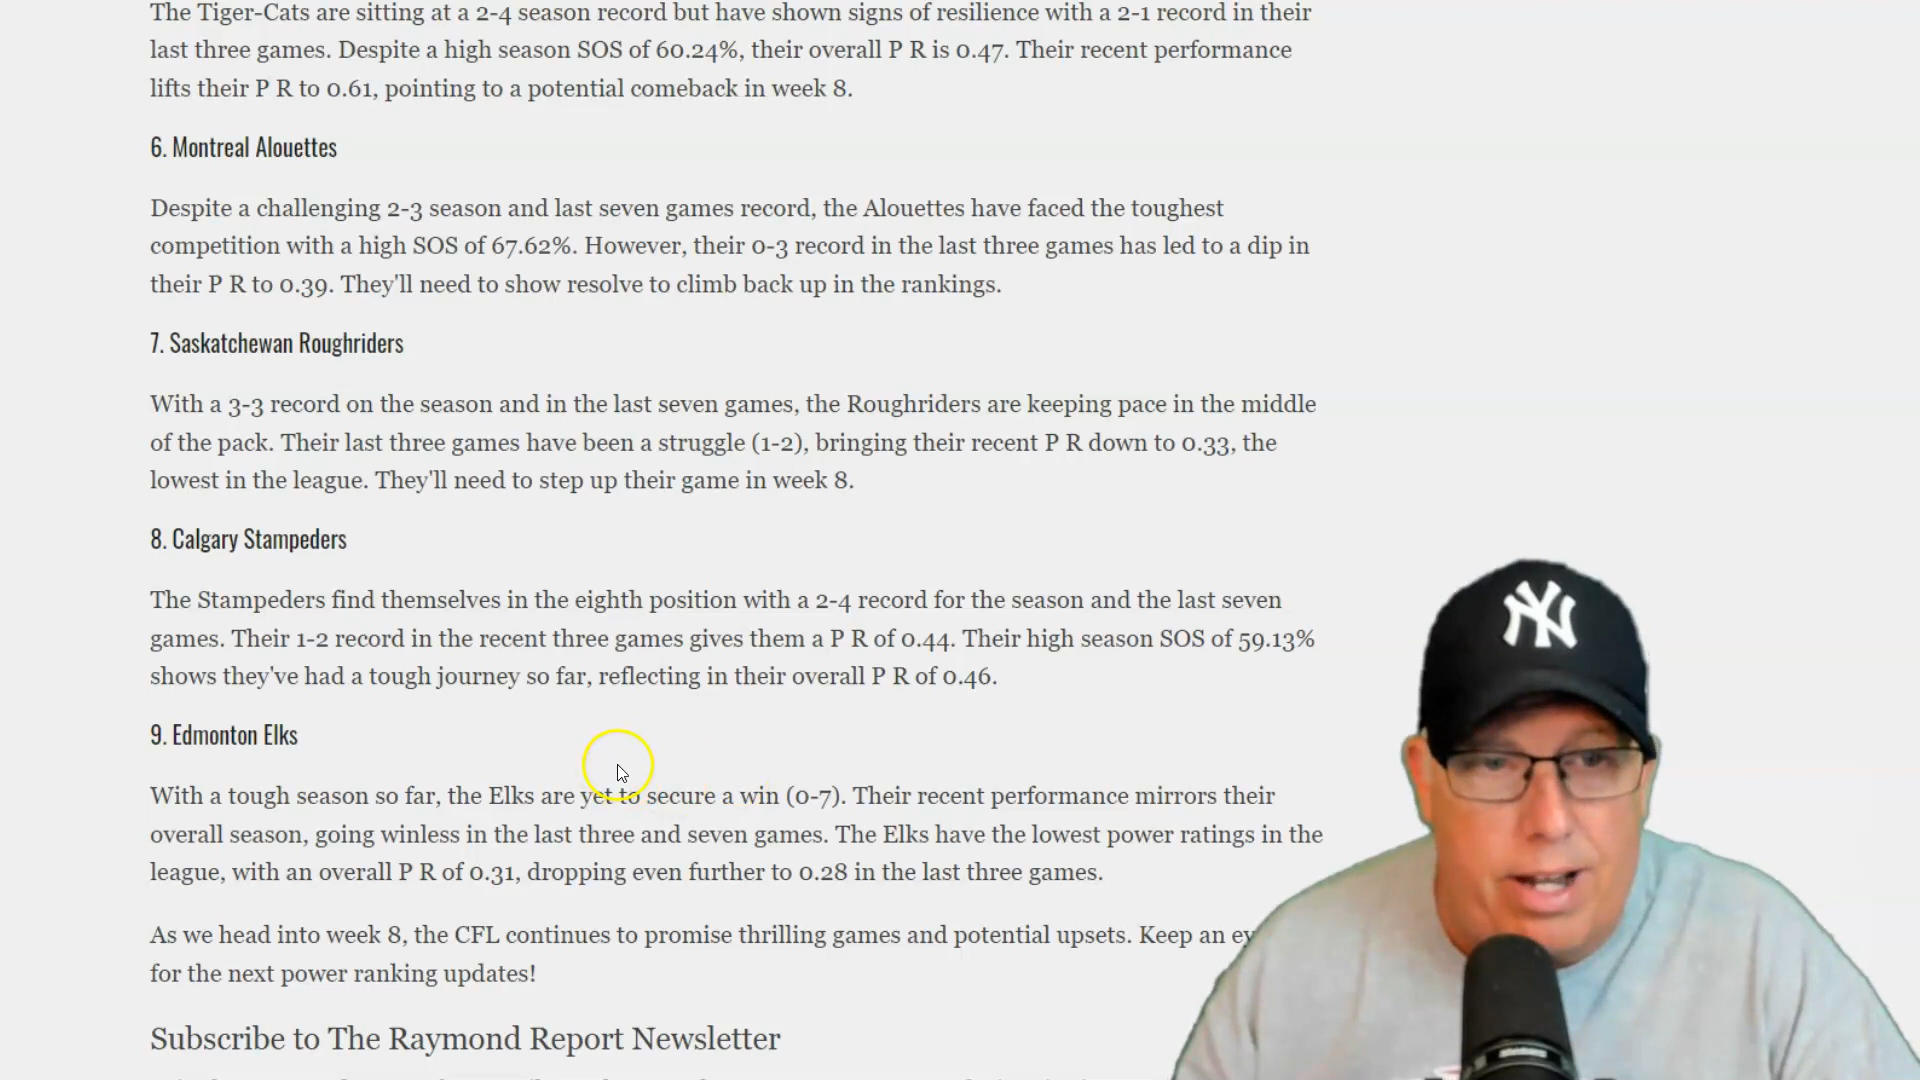 The Tiger-Cats are sitting at a 2-4 season record but have shown signs of resilience with a 2-1 record in their
last three games. Despite a high season SOS of 60.24%, their overall P R is 0.47. Their recent performance
lifts their P R to 0.61, pointing to a potential comeback in week 8.
6. Montreal Alouettes
Despite a challenging 2-3 season and last seven games record, the Alouettes have faced the toughest
competition with a high SOS of 67.62%. However, their 0-3 record in the last three games has led to a dip in
their P R to 0.39. They'll need to show resolve to climb back up in the rankings.
7. Saskatchewan Roughriders
With a 3-3 record on the season and in the last seven games, the Roughriders are keeping pace in the middle
of the pack. Their last three games have been a struggle (1-2), bringing their recent P R down to 0.33, the
lowest in the league. They'll need to step up their game in week 8.
8. Calgary Stampeders
The Stampeders find themselves in the eighth position with a 2-4 record for the season and the last seven
games. Their 1-2 record in the recent three games gives them a P R of 0.44. Their high season SOS of 59.13%
shows they've had a tough journey so far, reflecting in their overall P R of 0.46.
9. Edmonton Elks
With a tough season so far, the Elks are yet to secure a win (0-7). Their recent performance mirrors their
overall season, going winless in the last three and seven games. The Elks have the lowest power ratings in the
league, with an overall P R of 0.31, dropping even further to 0.28 in the last three games.
As we head into week 8, the CFL continues to promise thrilling games and potential upsets. Keep an
for the next power ranking updates!
Subscribe to The Raymond Report Newsletter
NY